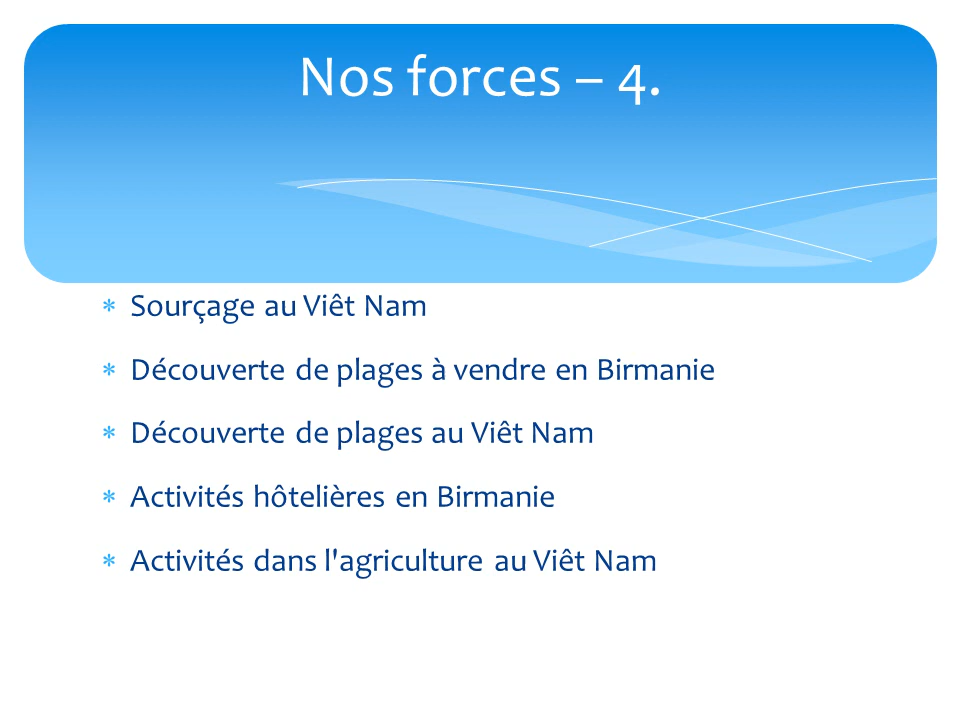 Nos forces – 4.
* Sourçage au Viêt Nam
* Découverte de plages à vendre en Birmanie
* Découverte de plages au Viêt Nam
* Activités hôtelières en Birmanie
* Activités dans l'agriculture au Viêt Nam